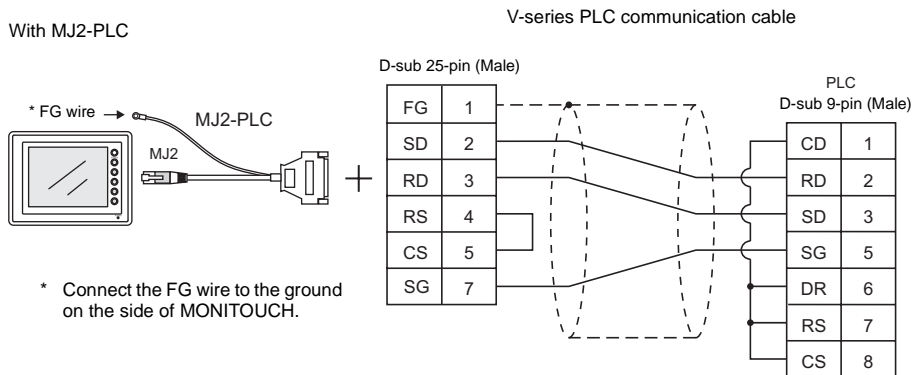 V-series PLC communication cable
With MJ2-PLC
D-sub 25-pin (Male)
PLC
D-sub 9-pin (Male)
* FG wire
MJ2-PLC
MJ2
+
FG 1
SD 2
RD 3
RS 4
CS 5
SG 7
CD 1
RD 2
SD 3
SG 5
DR 6
RS 7
CS 8
* Connect the FG wire to the ground
on the side of MONITOUCH.